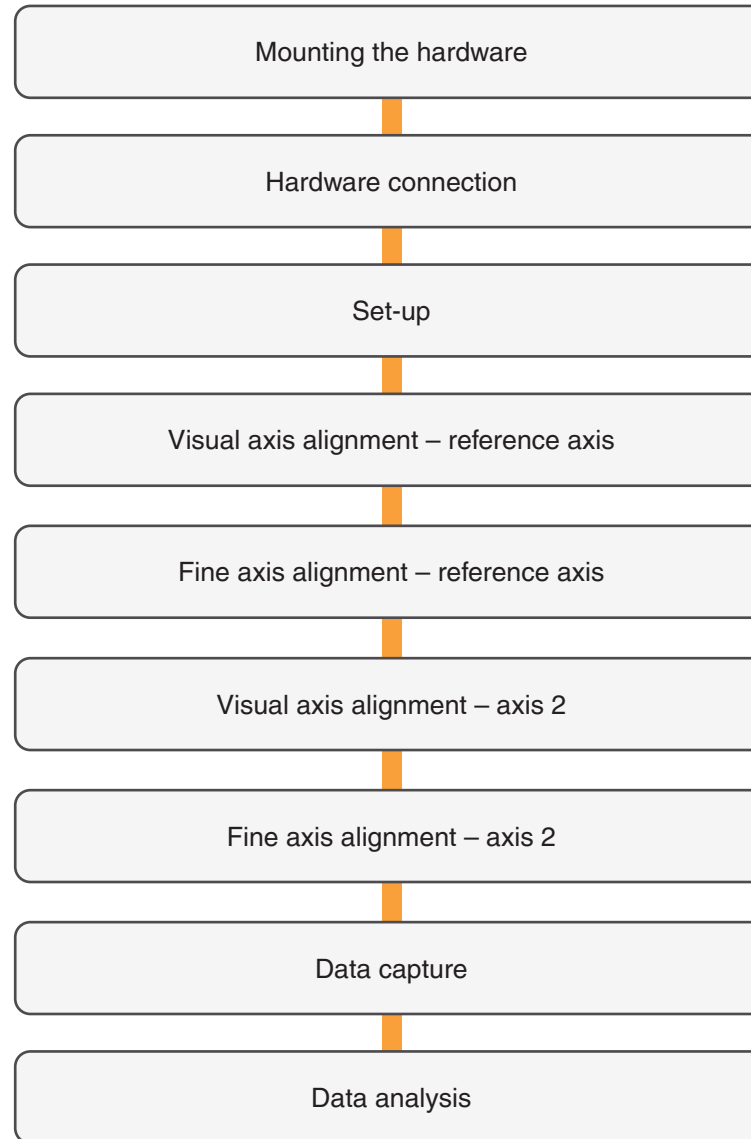 Mounting the hardware
Hardware connection
Set-up
Visual axis alignment – reference axis
Fine axis alignment – reference axis
Visual axis alignment – axis 2
Fine axis alignment – axis 2
Data capture
Data analysis